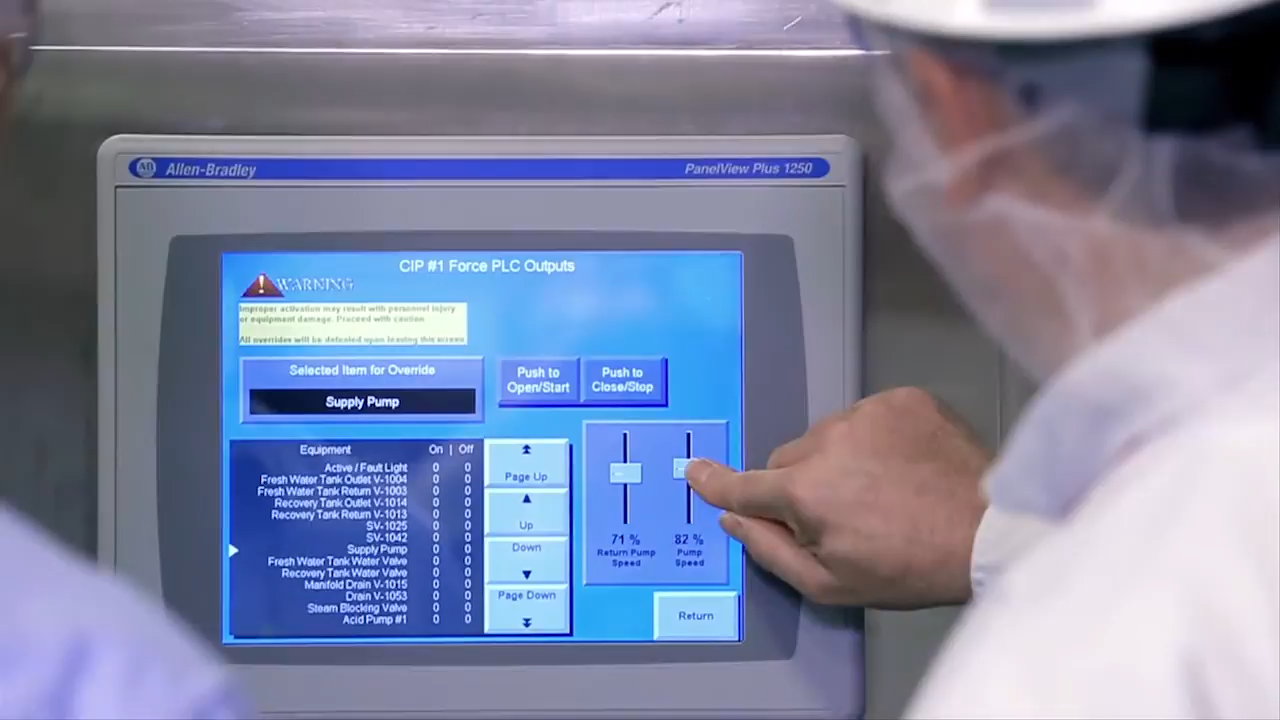 AB Allen-Bradley
PanelView Plus 1250
CIP #1 Force PLC Outputs
WARNING
Improper activation may result with personnel injury
or equipment damage. Proceed with caution
All overrides will be defeated upon leaving this screen
Selected Item for Override
Supply Pump
Push to
Open/Start
Push to
Close/Stop
Equipment On | Off
Active / Fault Light 0 0
Fresh Water Tank Outlet V-1004 0 0
Fresh Water Tank Return V-1003 0 0
Recovery Tank Outlet V-1014 0 0
Recovery Tank Return V-1013 0 0
SV-1025 0 0
SV-1042 0 0
Supply Pump 0 0
Fresh Water Tank Water Valve 0 0
Recovery Tank Water Valve 0 0
Manifold Drain V-1015 0 0
Drain V-1053 0 0
Steam Blocking Valve 0 0
Acid Pump #1 0 0
Page Up
Up
Down
Page Down
71 %
Return Pump
Speed
82 %
Pump
Speed
Return